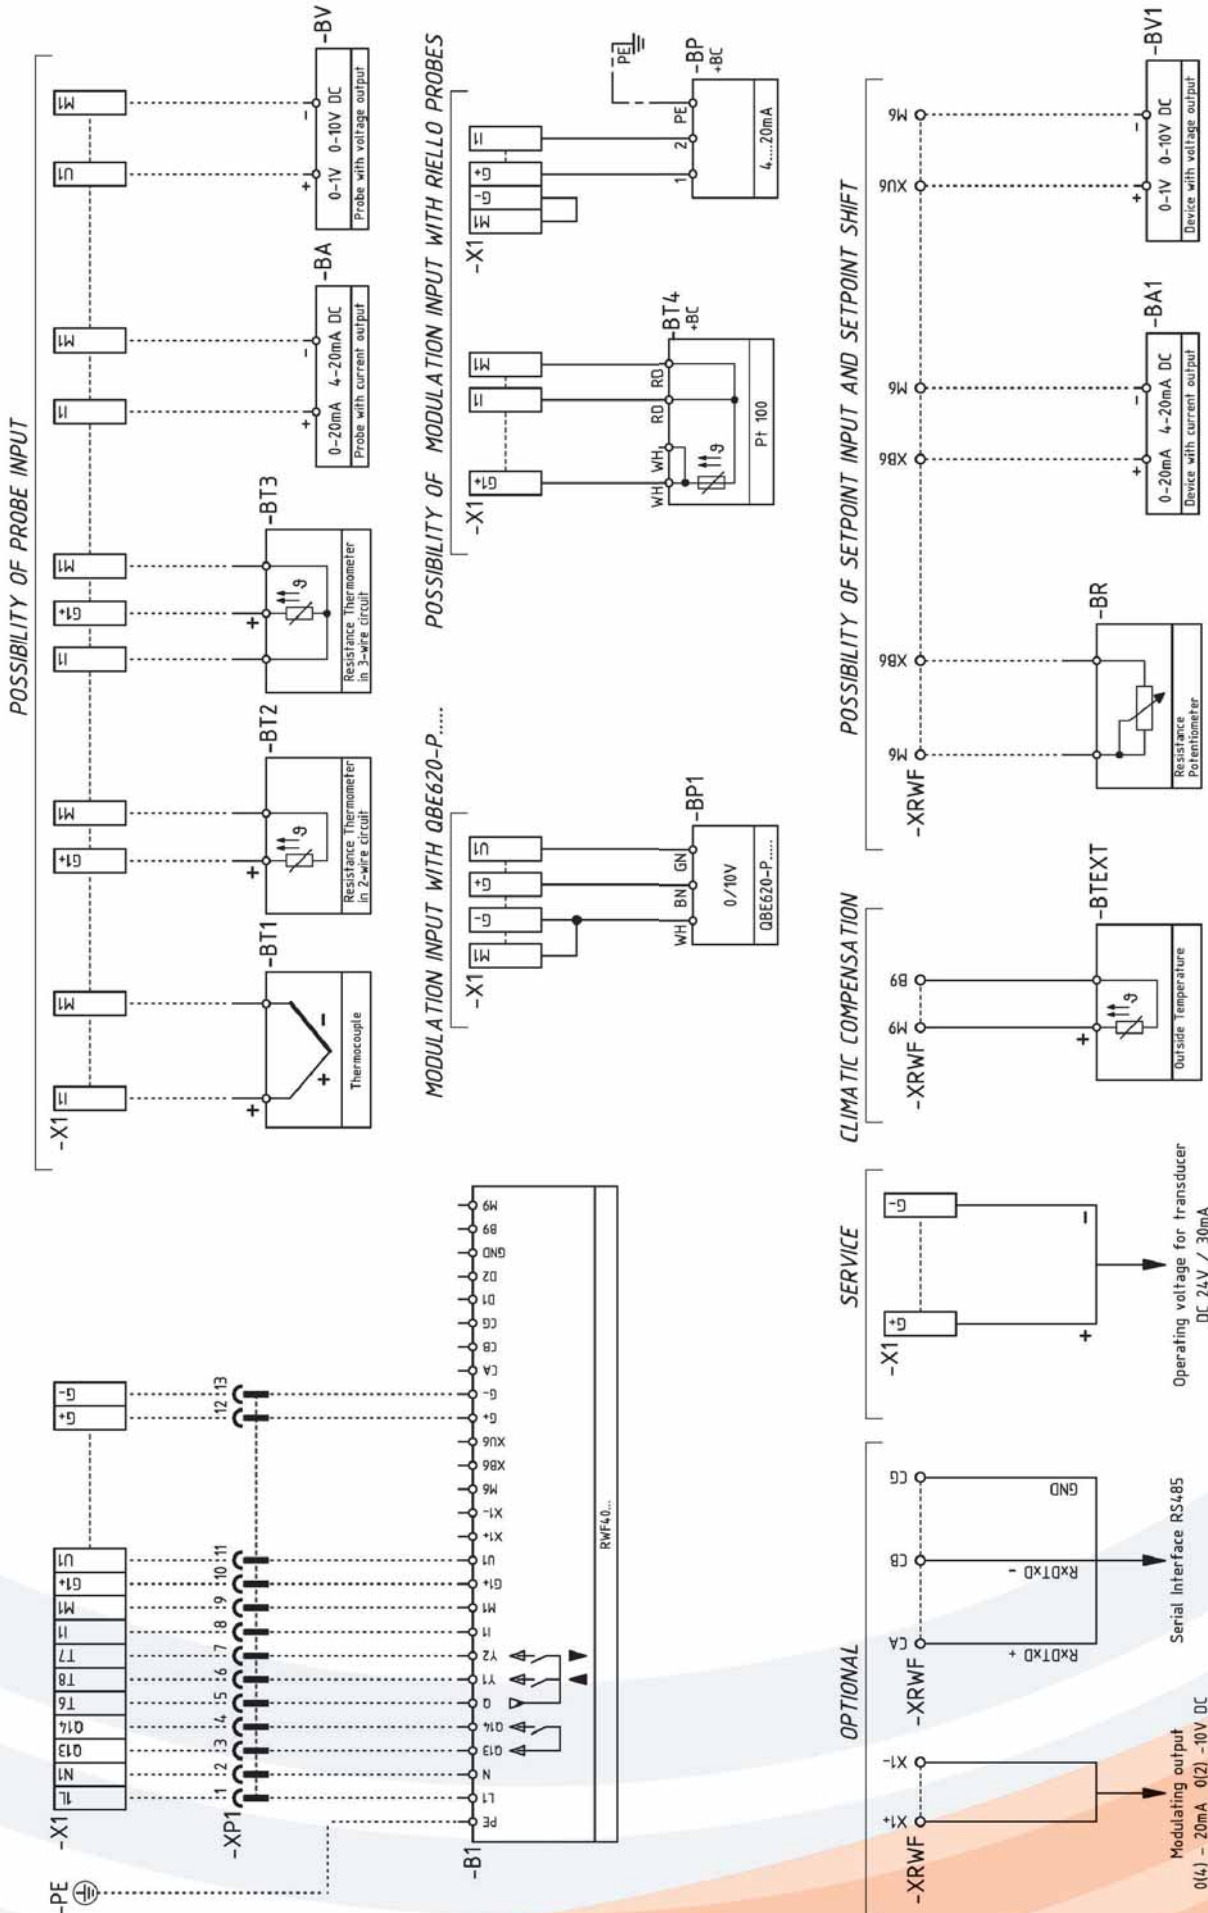 POSSIBILITY OF PROBE INPUT
-X1
I1
M1
G1+
M1
I1
G1+
M1
I1
M1
U1
M1
+
+
+
+
-
+
-
-BT1
-BT2
-BT3
-BA
-BV
+
-
Thermocouple
ϑ
Resistance Thermometer
in 2-wire circuit
ϑ
Resistance Thermometer
in 3-wire circuit
0-20mA 4-20mA DC
Probe with current output
0-1V 0-10V DC
Probe with voltage output
MODULATION INPUT WITH QBE620-P.....
-X1
M1
G-
G+
U1
WH
BN
GN
-BP1
0/10V
QBE620-P.....
POSSIBILITY OF MODULATION INPUT WITH RIELLO PROBES
-X1
G1+
I1
M1
WH
WH
RD
RD
-BT4
+BC
ϑ
Pt 100
-X1
M1
G-
G+
I1
1
2
PE
PE
-BP
+BC
4....20mA
-PE
-X1
1L
N1
Q13
Q14
T6
T8
T7
I1
M1
G1+
U1
G+
G-
-XP1
1
2
3
4
5
6
7
8
9
10
11
12
13
-B1
PE
L1
N
Q13
Q14
Q
Y1
Y2
I1
M1
G1+
U1
X1+
X1-
M6
XB6
XU6
G+
G-
CA
CB
CG
D1
D2
GND
B9
M9
RWF40...
OPTIONAL
-XRWF
X1+
X1-
Modulating output
0(4) - 20mA 0(2) -10V DC
-XRWF
CA
CB
CG
RxDTxD +
RxDTxD -
GND
Serial Interface RS485
SERVICE
-X1
G+
G-
+
-
Operating voltage for transducer
DC 24V / 30mA
CLIMATIC COMPENSATION
-XRWF
M9
B9
+
-BTEXT
ϑ
Outside Temperature
POSSIBILITY OF SETPOINT INPUT AND SETPOINT SHIFT
-XRWF
M6
XB6
XB6
M6
XU6
M6
-BR
Resistance
Potentiometer
+
-
-BA1
0-20mA 4-20mA DC
Device with current output
+
-
-BV1
0-1V 0-10V DC
Device with voltage output